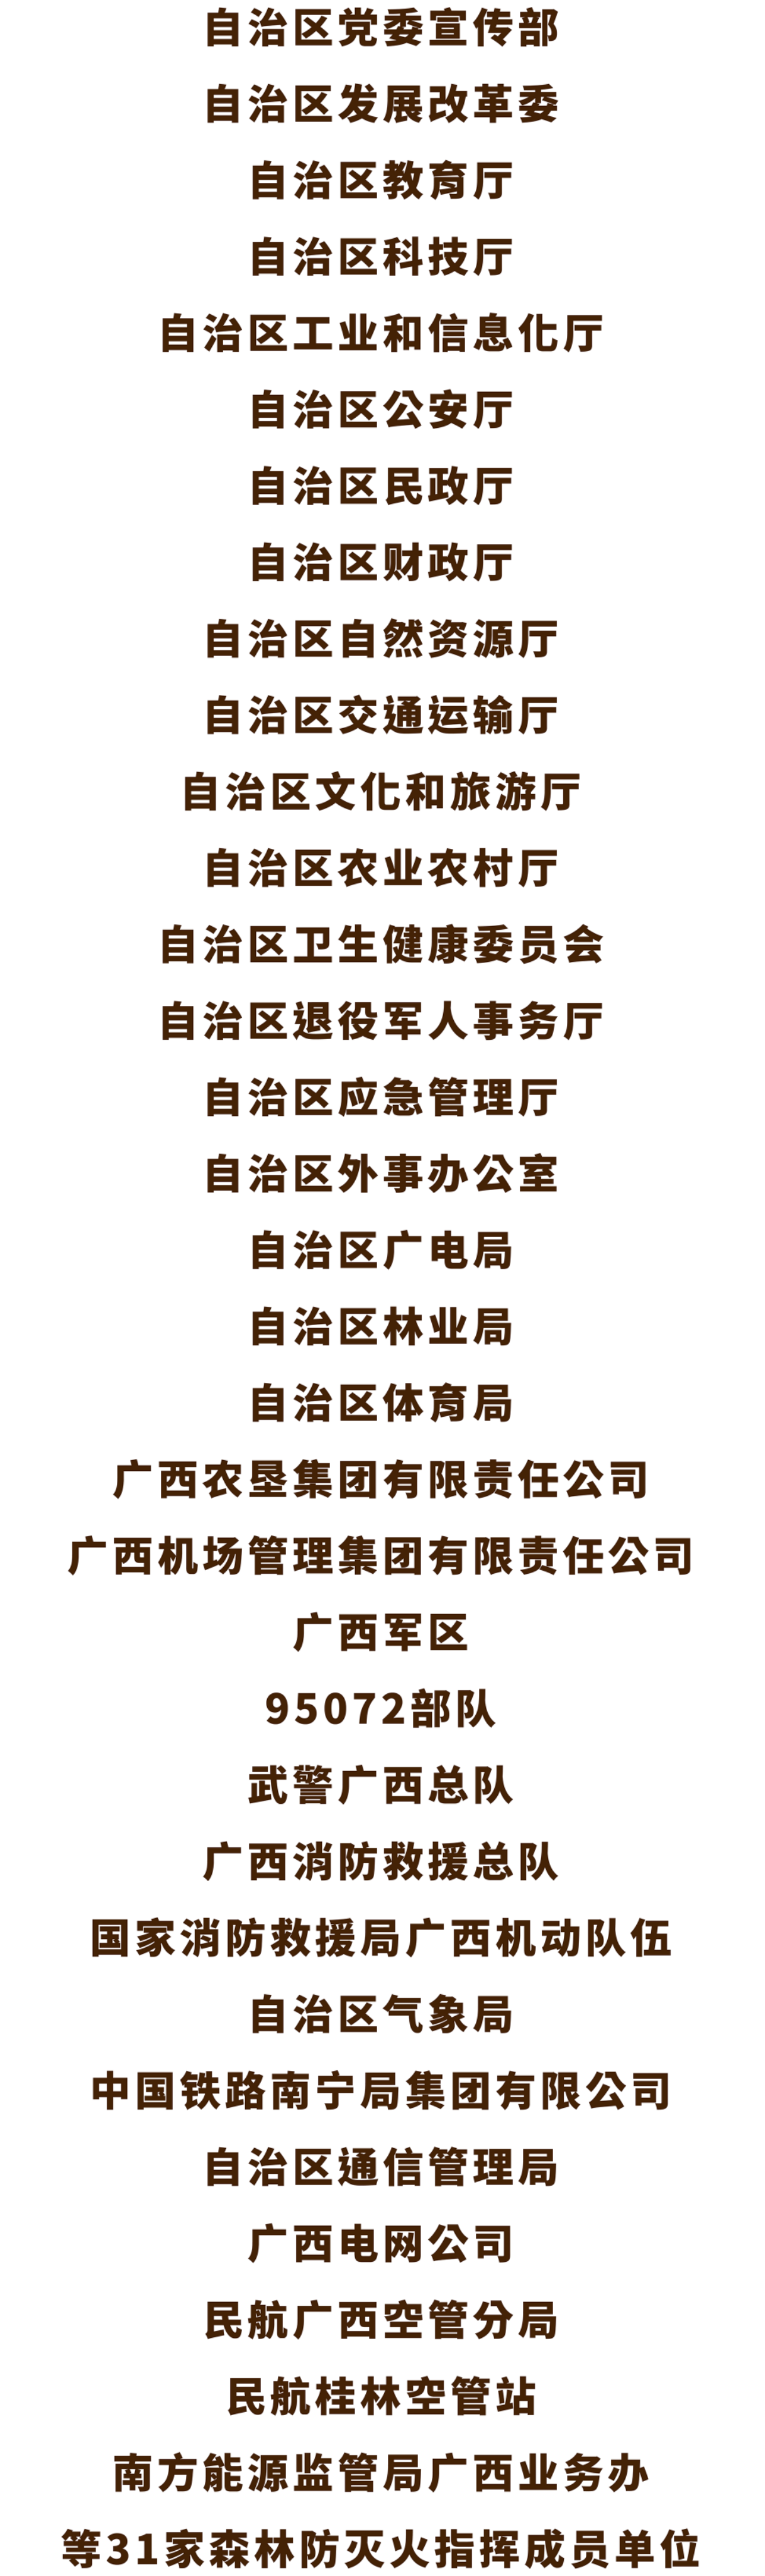 自治区党委宣传部
自治区发展改革委
自治区教育厅
自治区科技厅
自治区工业和信息化厅
自治区公安厅
自治区民政厅
自治区财政厅
自治区自然资源厅
自治区交通运输厅
自治区文化和旅游厅
自治区农业农村厅
自治区卫生健康委员会
自治区退役军人事务厅
自治区应急管理厅
自治区外事办公室
自治区广电局
自治区林业局
自治区体育局
广西农垦集团有限责任公司
广西机场管理集团有限责任公司
广西军区
95072部队
武警广西总队
广西消防救援总队
国家消防救援局广西机动队伍
自治区气象局
中国铁路南宁局集团有限公司
自治区通信管理局
广西电网公司
民航广西空管分局
民航桂林空管站
南方能源监管局广西业务办
等31家森林防灭火指挥成员单位